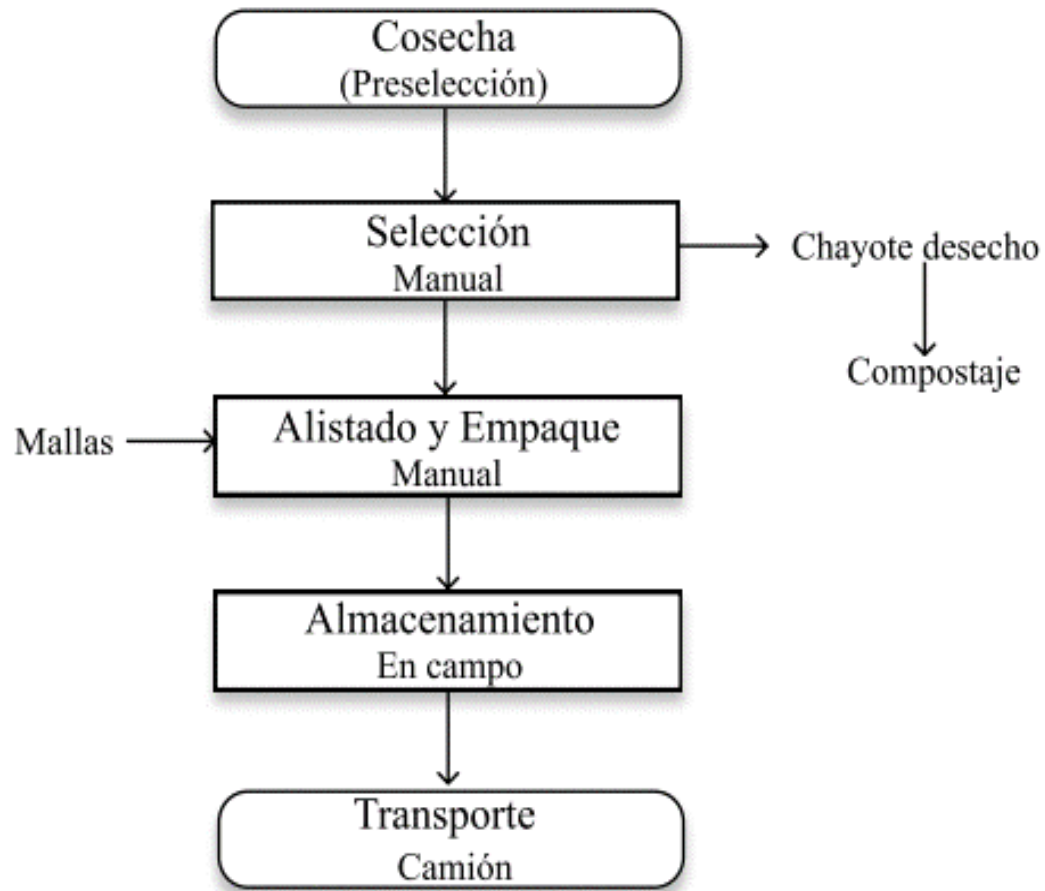 Cosecha
(Preselección)
Selección
Manual
Chayote desecho
Compostaje
Mallas
Alistado y Empaque
Manual
Almacenamiento
En campo
Transporte
Camión